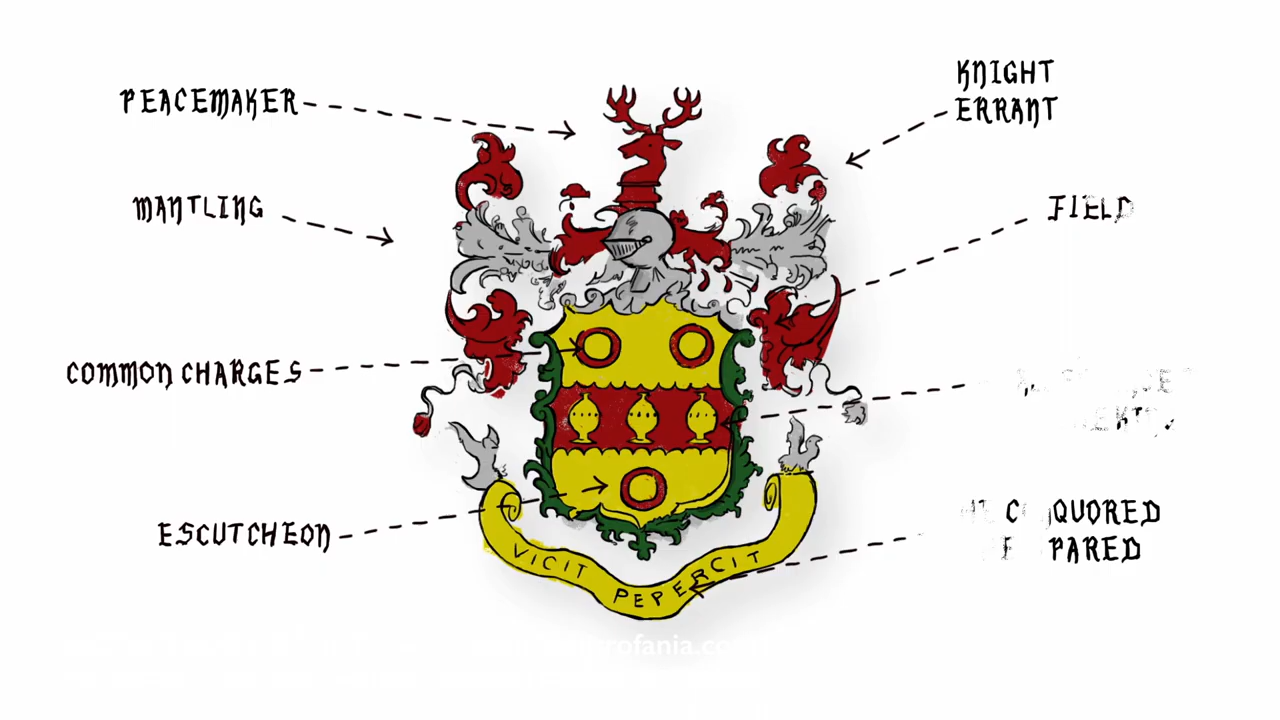 PEACEMAKER
KNIGHT
ERRANT
MANTLING
FIELD
COMMON CHARGES
ESCUTCHEON
QUORED
PARED
VICIT PEPERCIT